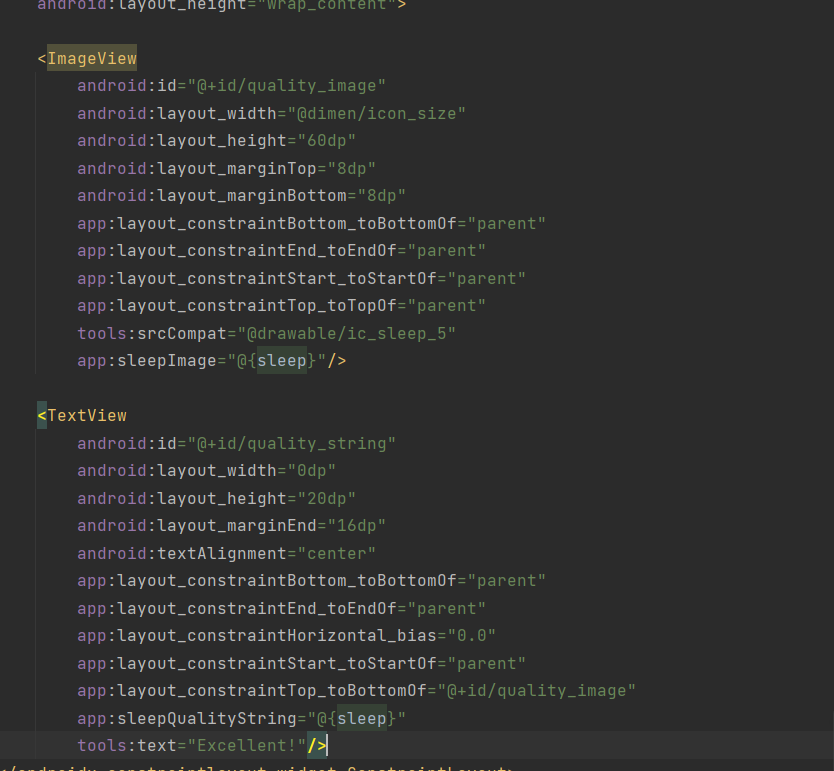 android:layout_height="wrap_content">
<ImageView
android:id="@+id/quality_image"
android:layout_width="@dimen/icon_size"
android:layout_height="60dp"
android:layout_marginTop="8dp"
android:layout_marginBottom="8dp"
app:layout_constraintBottom_toBottomOf="parent"
app:layout_constraintEnd_toEndOf="parent"
app:layout_constraintStart_toStartOf="parent"
app:layout_constraintTop_toTopOf="parent"
tools:srcCompat="@drawable/ic_sleep_5"
app:sleepImage="@{sleep}"/>
<TextView
android:id="@+id/quality_string"
android:layout_width="0dp"
android:layout_height="20dp"
android:layout_marginEnd="16dp"
android:textAlignment="center"
app:layout_constraintBottom_toBottomOf="parent"
app:layout_constraintEnd_toEndOf="parent"
app:layout_constraintHorizontal_bias="0.0"
app:layout_constraintStart_toStartOf="parent"
app:layout_constraintTop_toBottomOf="@+id/quality_image"
app:sleepQualityString="@{sleep}"
tools:text="Excellent!"/>
</androidx.constraintlayout.widget.ConstraintLayout>